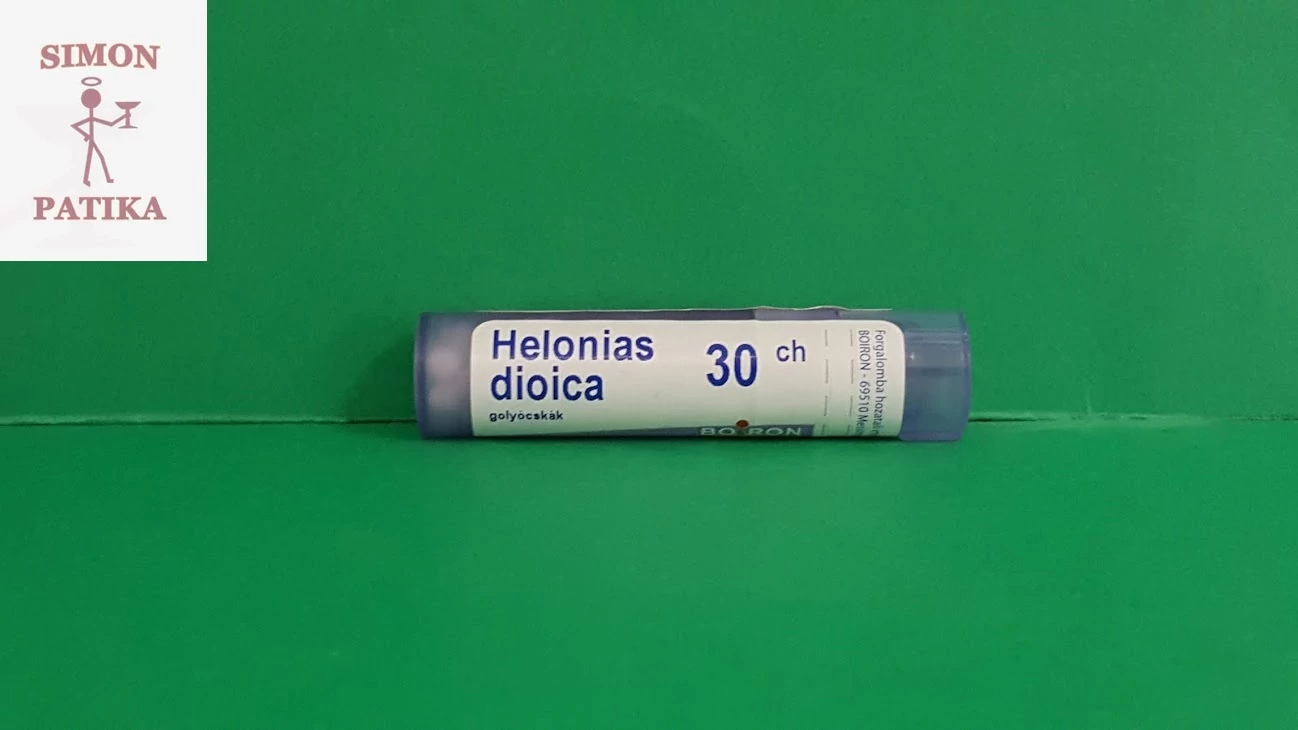 SIMON
PATIKA
Helonias
dioica
golyócskák
30 ch
BOIRON
Forgalomba hozatali
BOIRON - 69510